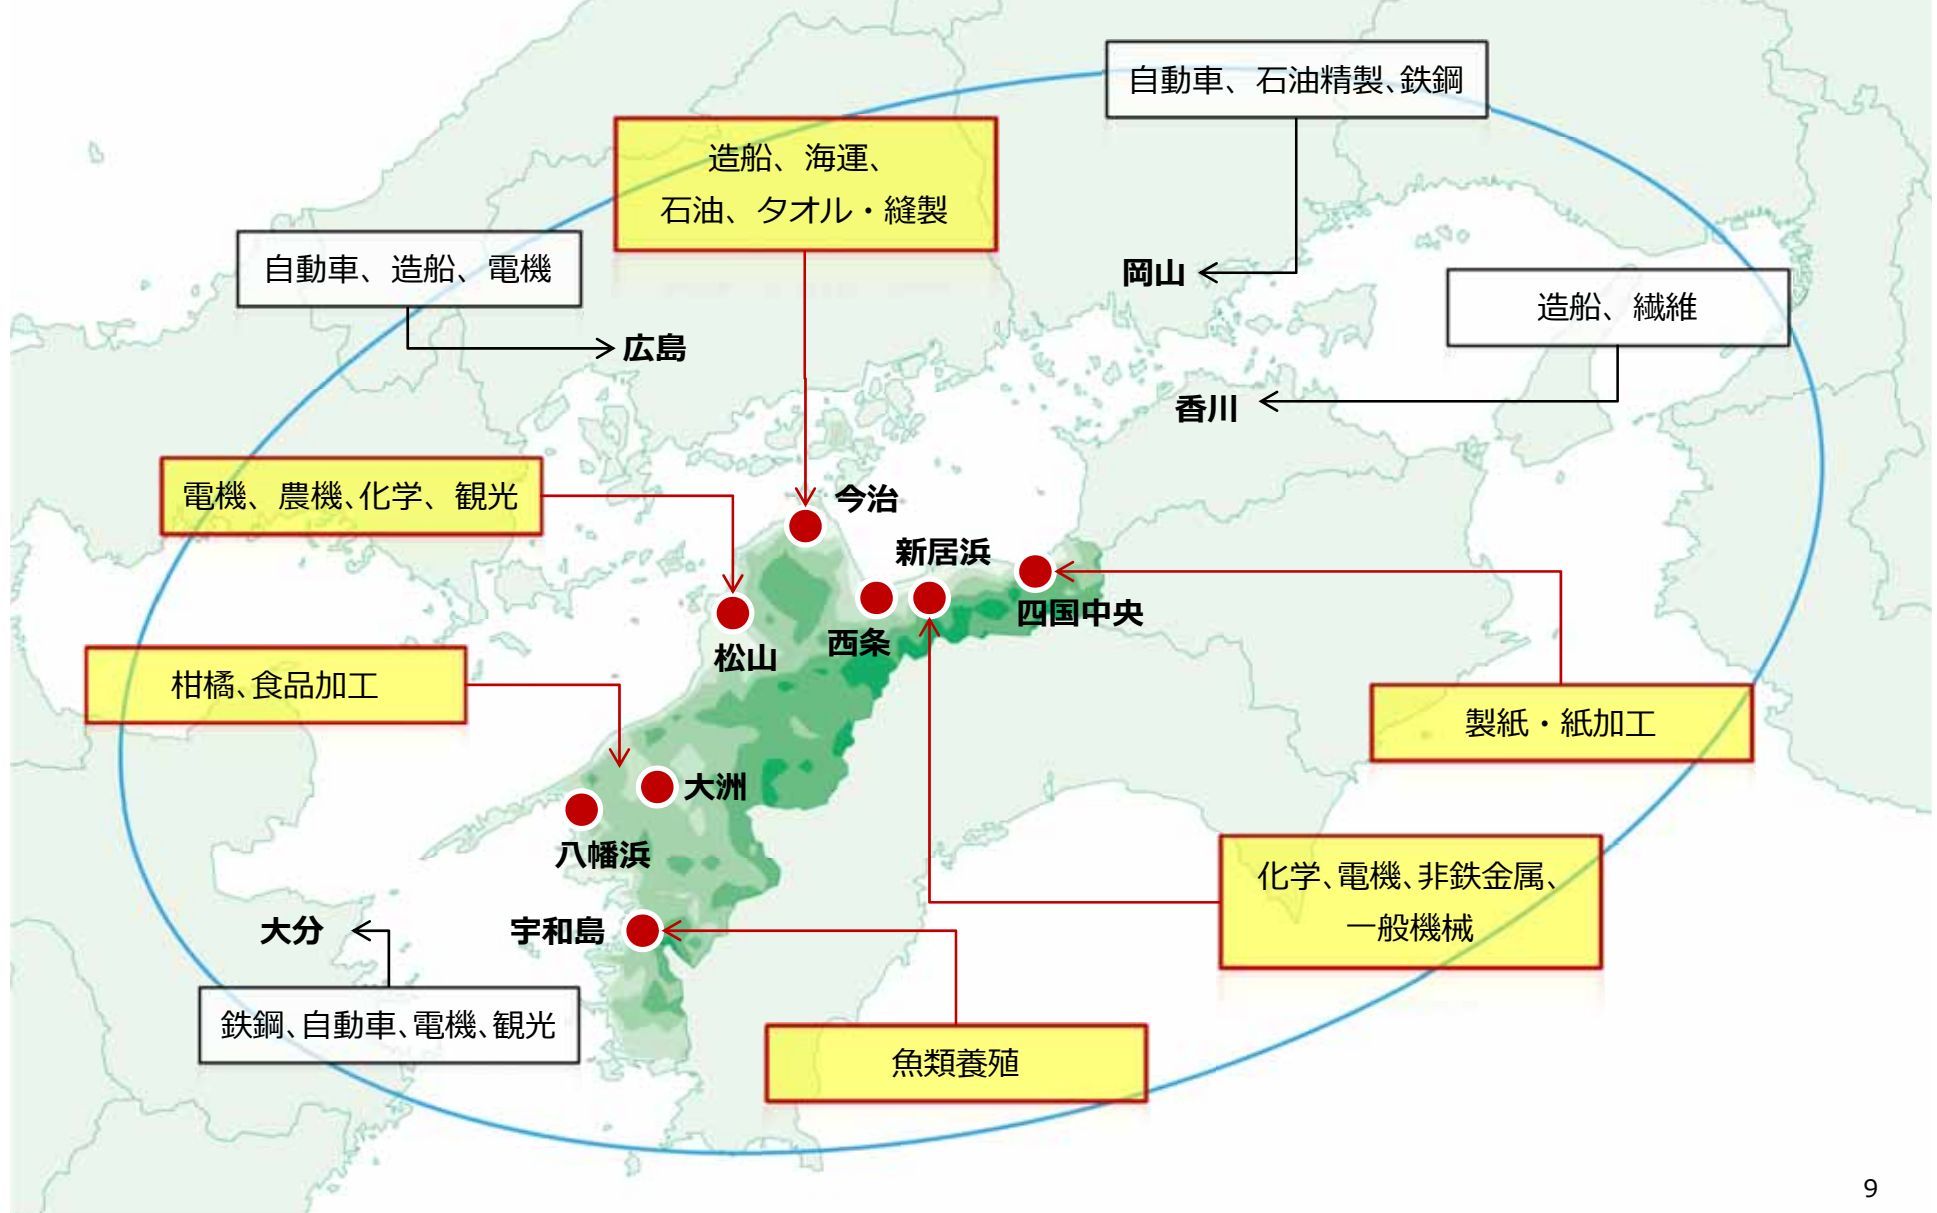 自動車、石油精製、鉄鋼
造船、海運、
石油、タオル・縫製
自動車、造船、電機
岡山
造船、繊維
広島
香川
電機、農機、化学、観光
今治
新居浜
四国中央
西条
松山
柑橘、食品加工
製紙・紙加工
大洲
八幡浜
化学、電機、非鉄金属、
一般機械
大分
宇和島
鉄鋼、自動車、電機、観光
魚類養殖
9